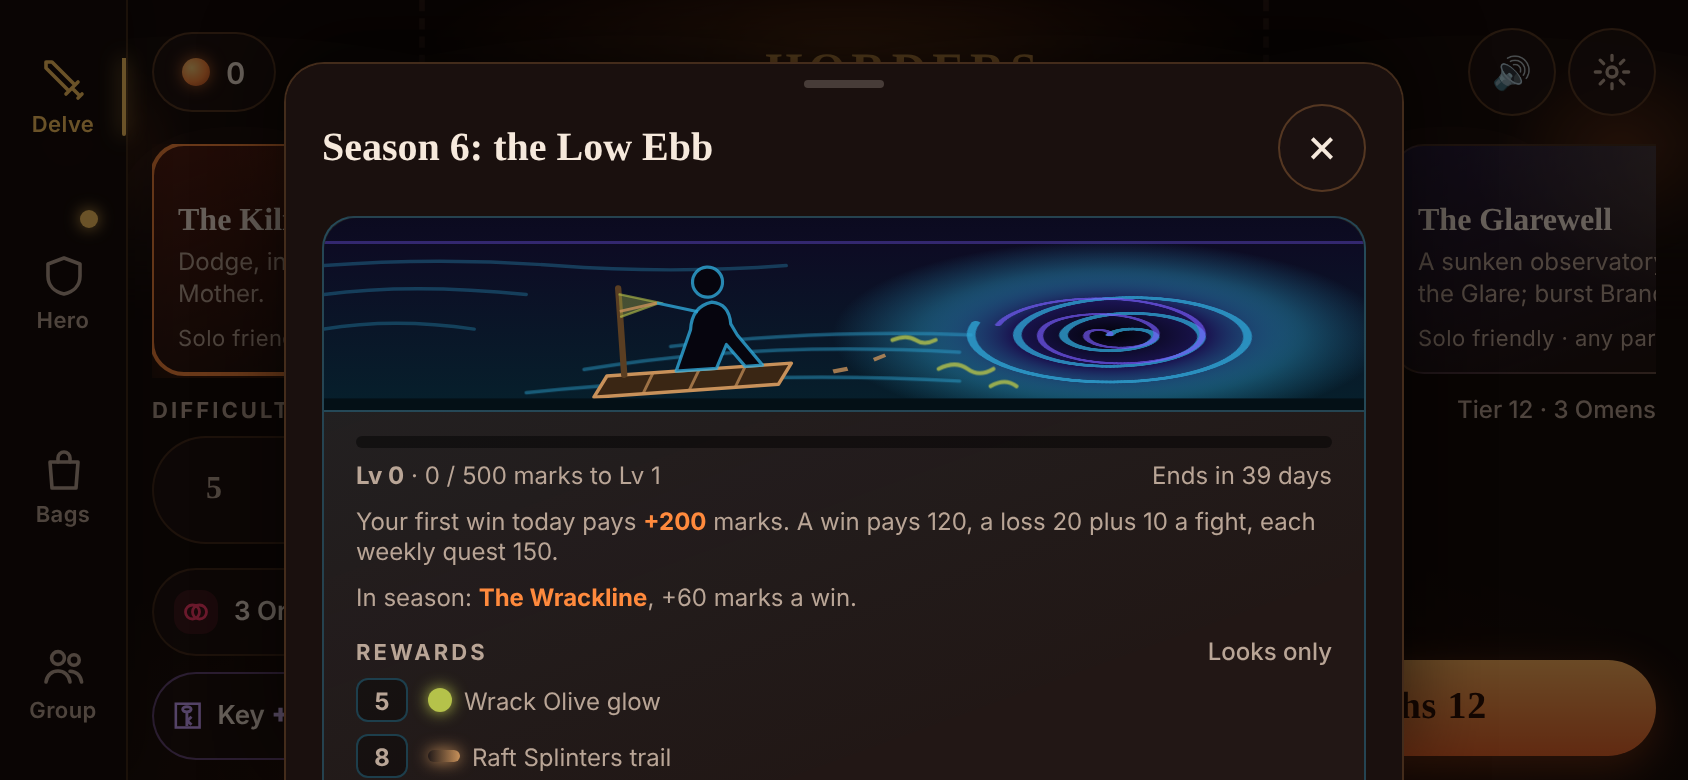 Delve
Hero
Bags
Group
0
HORDERS
The Kil
Dodge, in
Mother.
Solo frien
DIFFICULT
5
3 Or
Key +
Season 6: the Low Ebb
Lv 0 · 0 / 500 marks to Lv 1
Ends in 39 days
Your first win today pays +200 marks. A win pays 120, a loss 20 plus 10 a fight, each
weekly quest 150.
In season: The Wrackline, +60 marks a win.
REWARDS
Looks only
5 Wrack Olive glow
8 Raft Splinters trail
The Glarewell
A sunken observatory
the Glare; burst Bran
Solo friendly · any par
Tier 12 · 3 Omens
hs 12